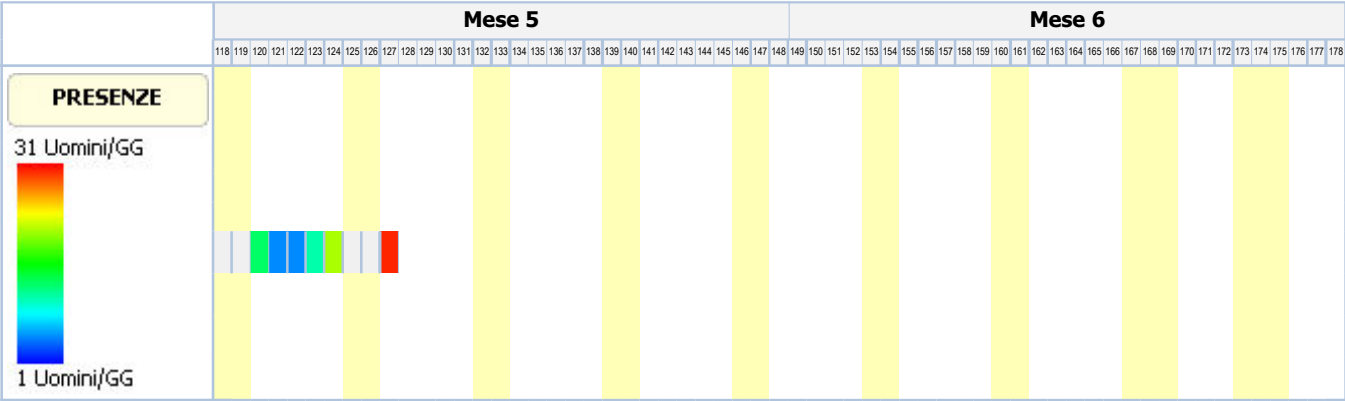 Mese 5 Mese 6
118 119 120 121 122 123 124 125 126 127 128 129 130 131 132 133 134 135 136 137 138 139 140 141 142 143 144 145 146 147 148 149 150 151 152 153 154 155 156 157 158 159 160 161 162 163 164 165 166 167 168 169 170 171 172 173 174 175 176 177 178
PRESENZE
31 Uomini/GG
1 Uomini/GG